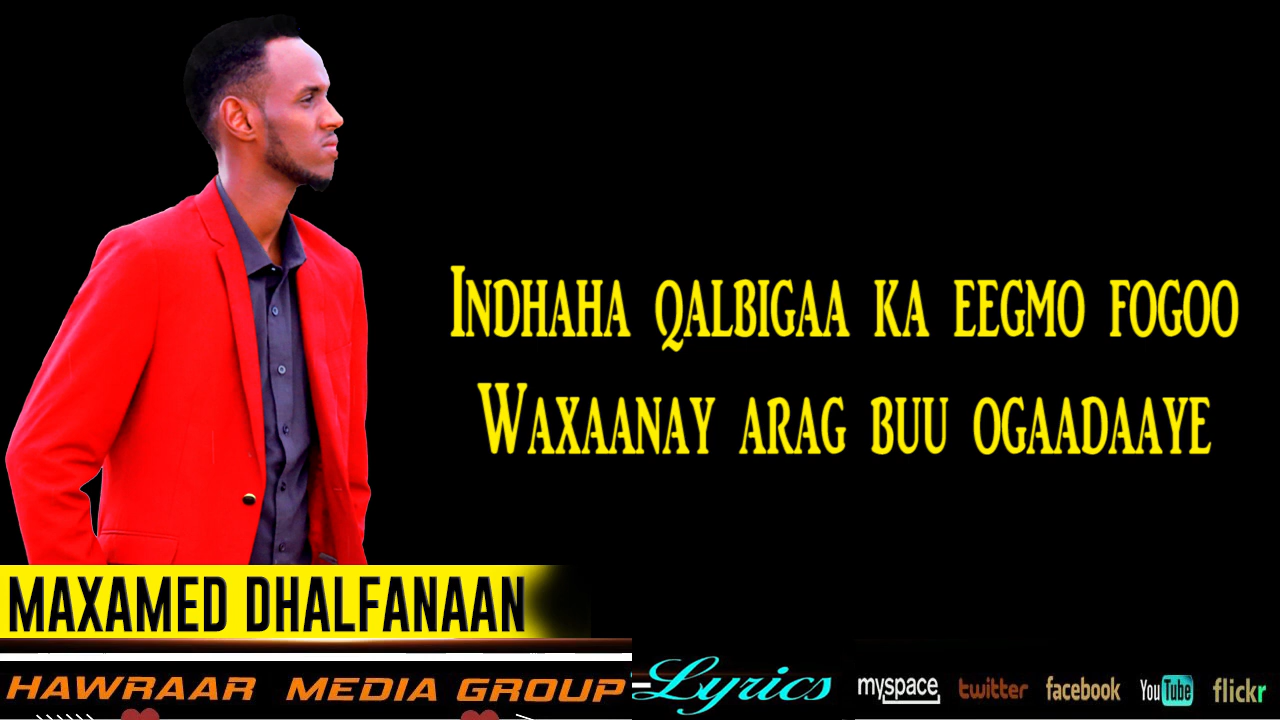 Indhaha qalbigaa ka eegmo fogoo
Waxaanay arag buu ogaadaaye
MAXAMED DHALFANAAN
HAWRAAR MEDIA GROUP Lyrics myspace twitter facebook YouTube flickr